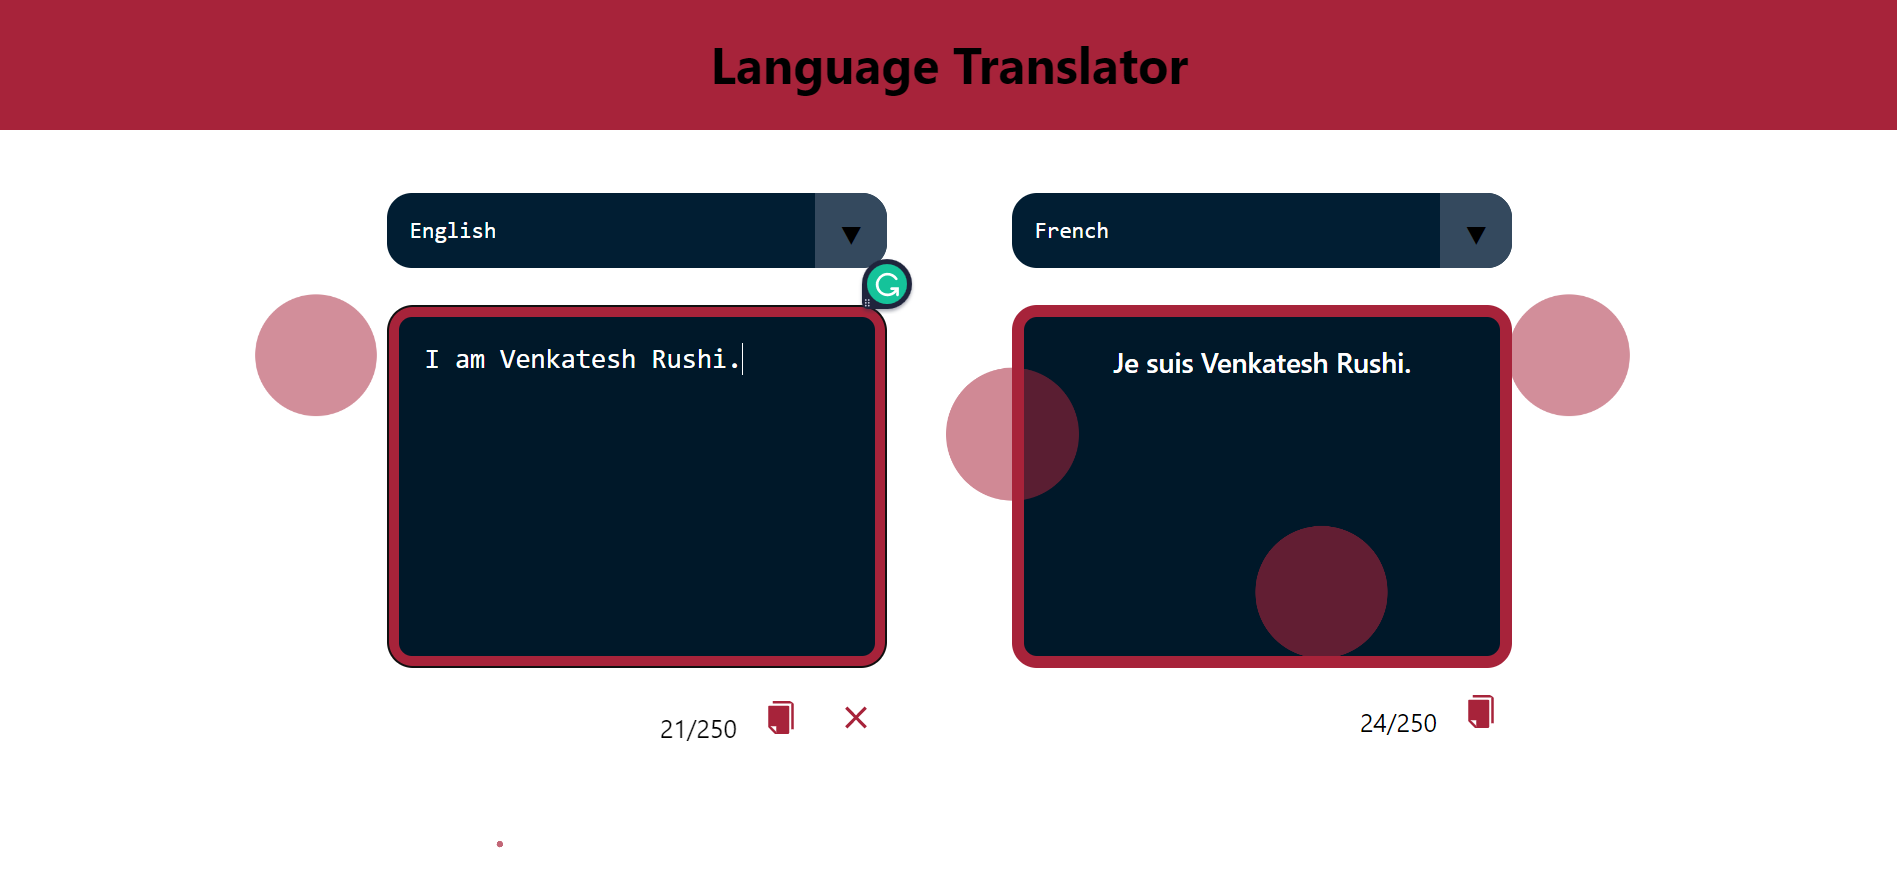 Language Translator
English
French
I am Venkatesh Rushi.
Je suis Venkatesh Rushi.
21/250
24/250